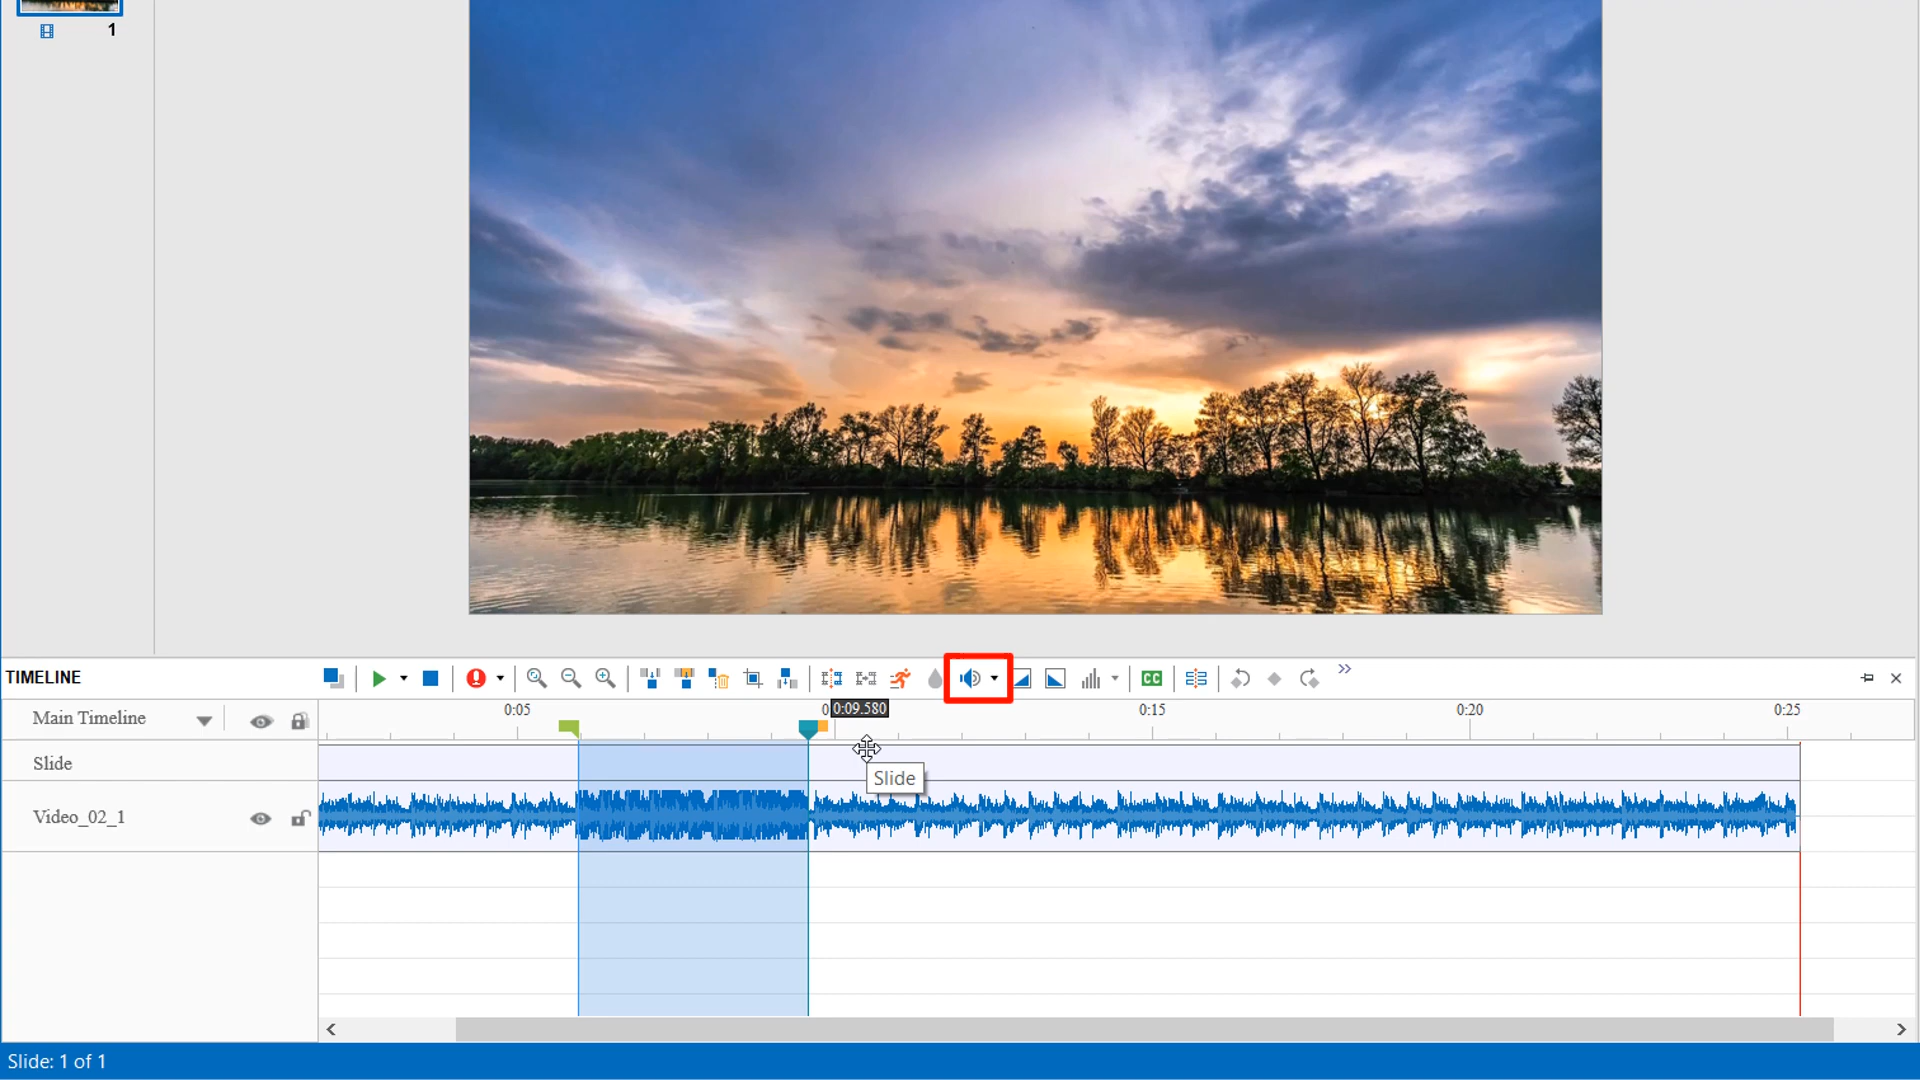 1
TIMELINE
CC
Main Timeline
0:05
0:09.580
0:15
0:20
0:25
Slide
Slide
Video_02_1
Slide: 1 of 1